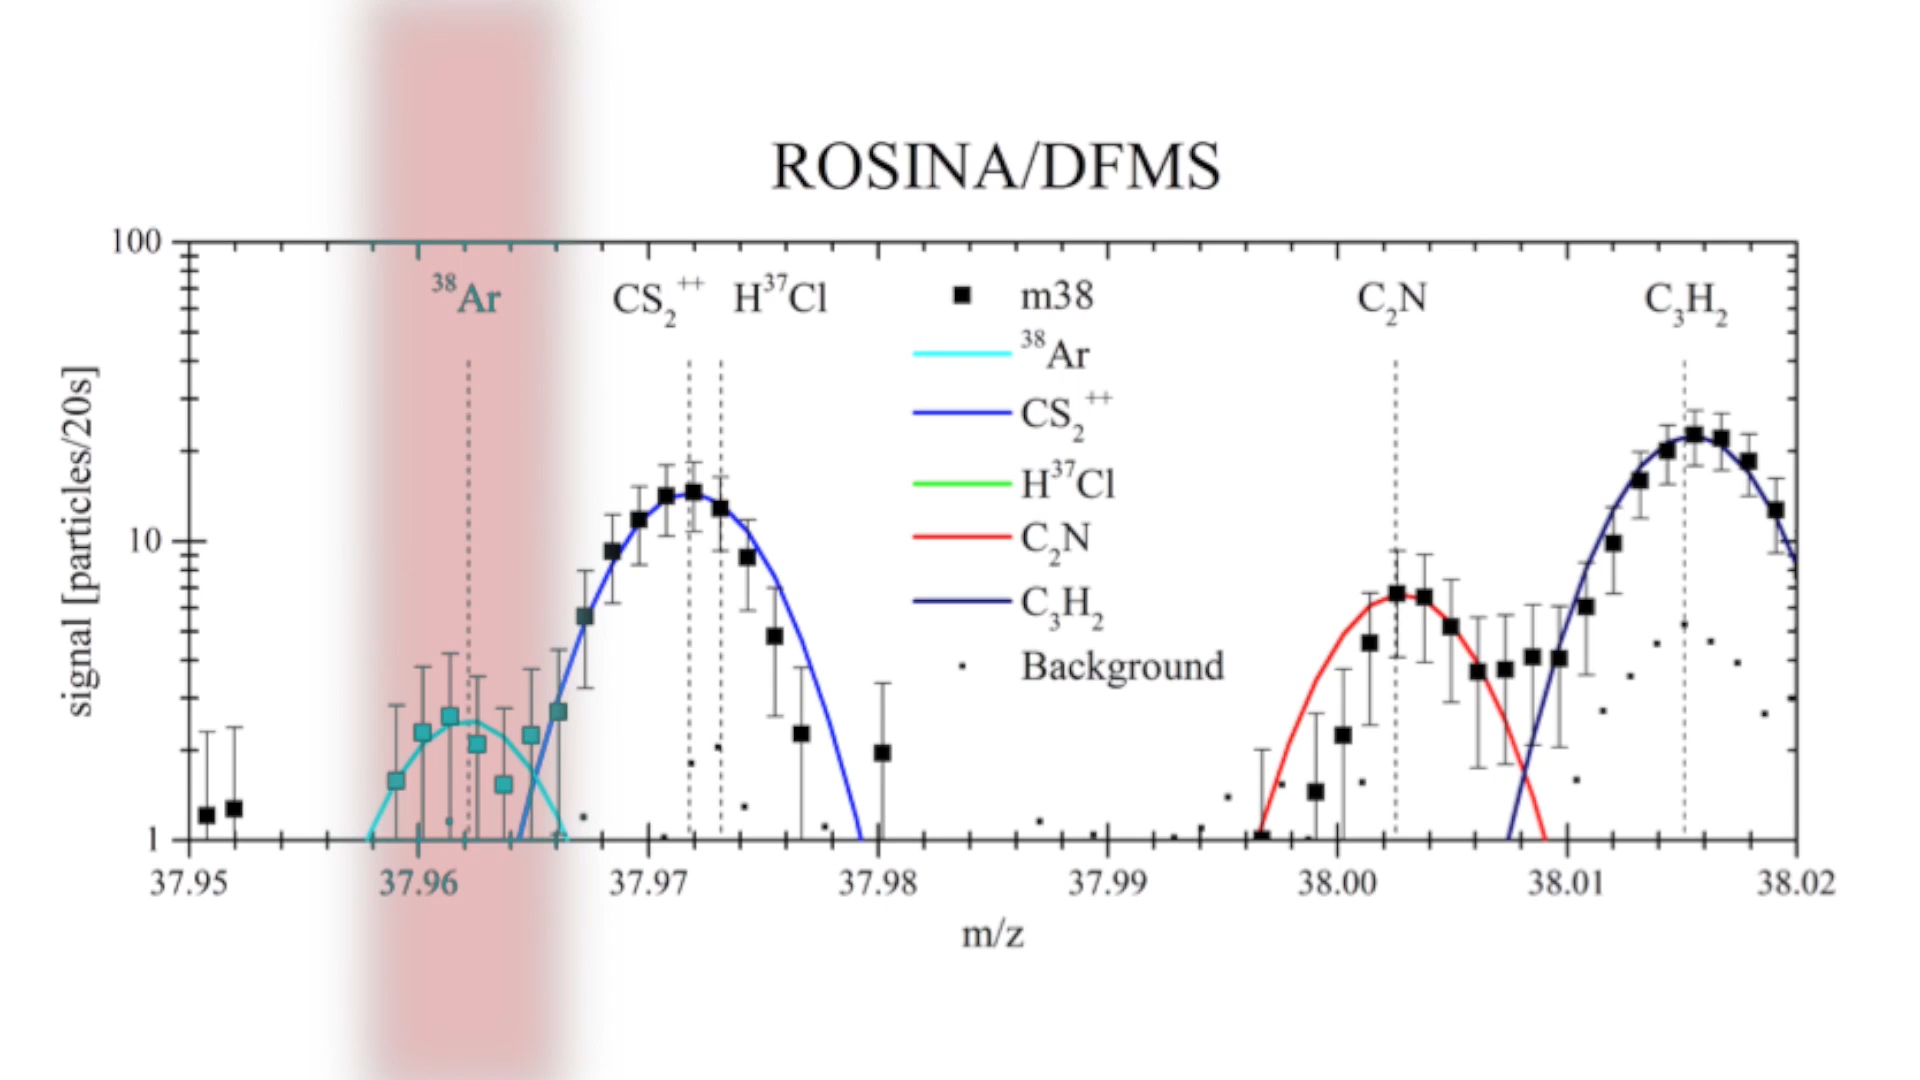 ROSINA/DFMS
100
10
1
signal [particles/20s]
³⁸Ar
CS₂⁺⁺
H³⁷Cl
C₂N
C₃H₂
m38
³⁸Ar
CS₂⁺⁺
H³⁷Cl
C₂N
C₃H₂
Background
37.95 37.96 37.97 37.98 37.99 38.00 38.01 38.02
m/z